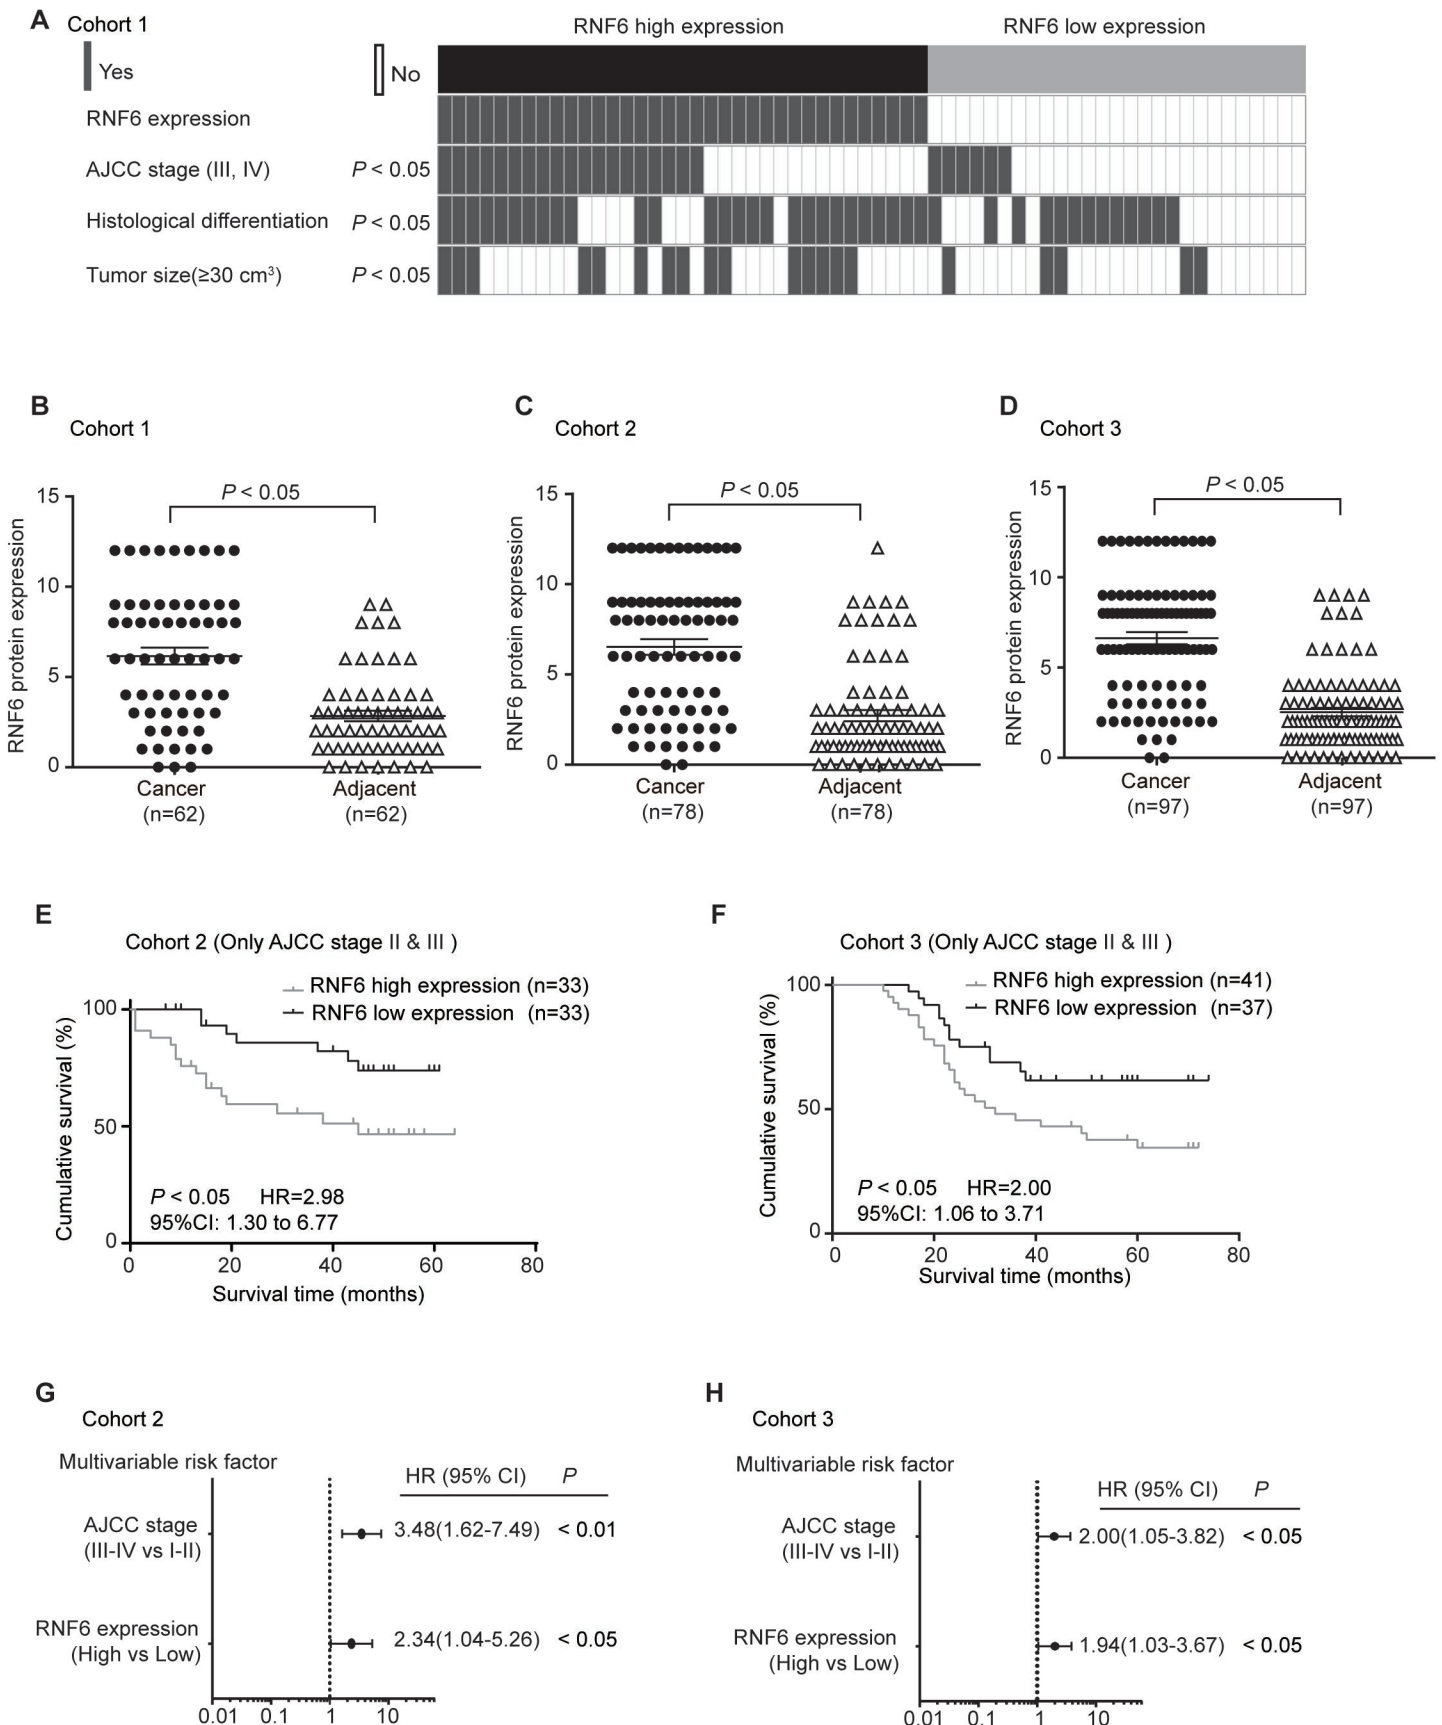 A
Cohort 1
RNF6 high expression
RNF6 low expression
Yes
No
RNF6 expression
AJCC stage (III, IV) P < 0.05
Histological differentiation P < 0.05
Tumor size(≥30 cm³) P < 0.05
B
Cohort 1
P < 0.05
RNF6 protein expression
15
10
5
0
Cancer
(n=62)
Adjacent
(n=62)
C
Cohort 2
P < 0.05
RNF6 protein expression
15
10
5
0
Cancer
(n=78)
Adjacent
(n=78)
D
Cohort 3
P < 0.05
RNF6 protein expression
15
10
5
0
Cancer
(n=97)
Adjacent
(n=97)
E
Cohort 2 (Only AJCC stage II & III )
RNF6 high expression (n=33)
RNF6 low expression (n=33)
Cumulative survival (%)
100
50
0
P < 0.05 HR=2.98
95%CI: 1.30 to 6.77
0 20 40 60 80
Survival time (months)
F
Cohort 3 (Only AJCC stage II & III )
RNF6 high expression (n=41)
RNF6 low expression (n=37)
Cumulative survival (%)
100
50
0
P < 0.05 HR=2.00
95%CI: 1.06 to 3.71
0 20 40 60 80
Survival time (months)
G
Cohort 2
Multivariable risk factor
HR (95% CI) P
AJCC stage
(III-IV vs I-II)
3.48(1.62-7.49) < 0.01
RNF6 expression
(High vs Low)
2.34(1.04-5.26) < 0.05
0.01 0.1 1 10
H
Cohort 3
Multivariable risk factor
HR (95% CI) P
AJCC stage
(III-IV vs I-II)
2.00(1.05-3.82) < 0.05
RNF6 expression
(High vs Low)
1.94(1.03-3.67) < 0.05
0.01 0.1 1 10